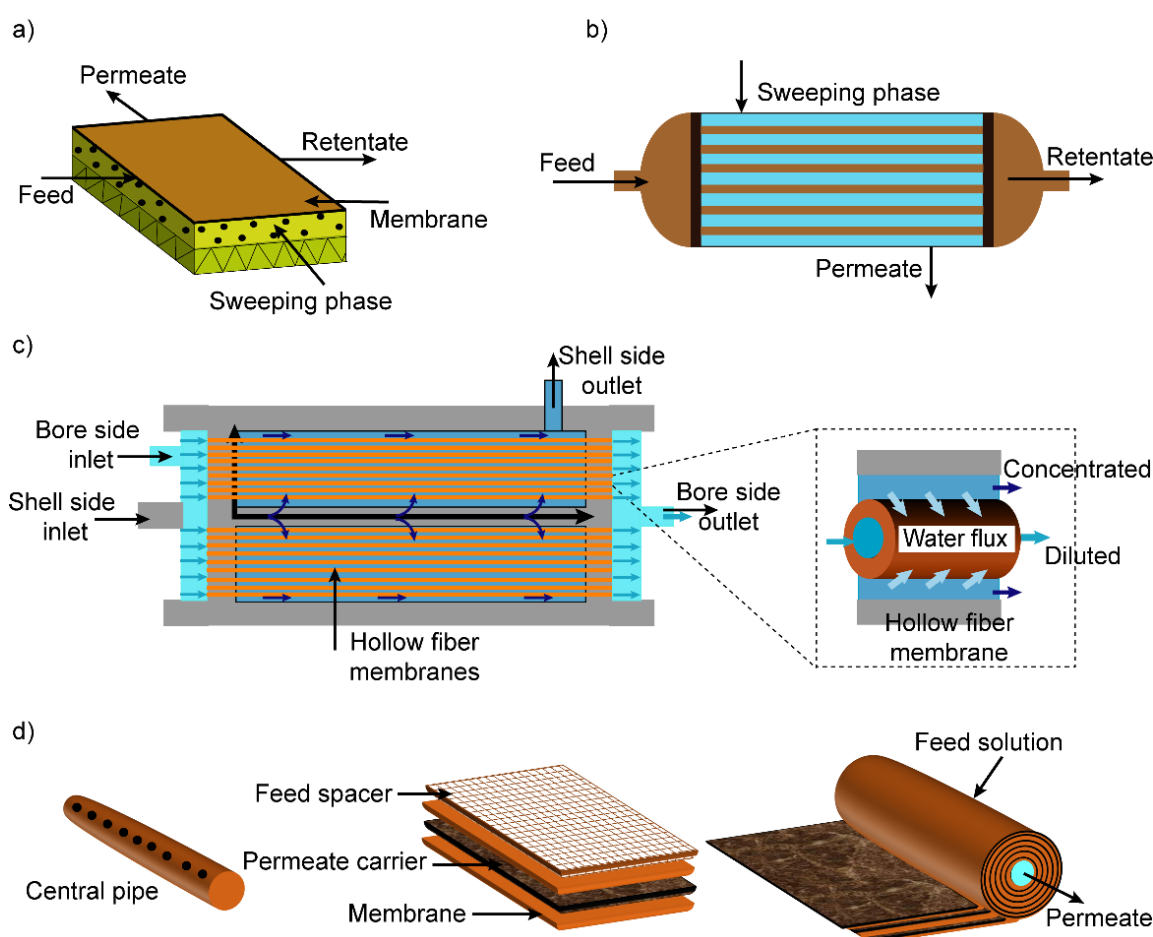 a)
Permeate
Retentate
Feed
Membrane
Sweeping phase
b)
Sweeping phase
Feed
Retentate
Permeate
c)
Shell side
outlet
Bore side
inlet
Shell side
inlet
Bore side
outlet
Hollow fiber
membranes
Concentrated
Water flux
Diluted
Hollow fiber
membrane
d)
Central pipe
Feed spacer
Permeate carrier
Membrane
Feed solution
Permeate